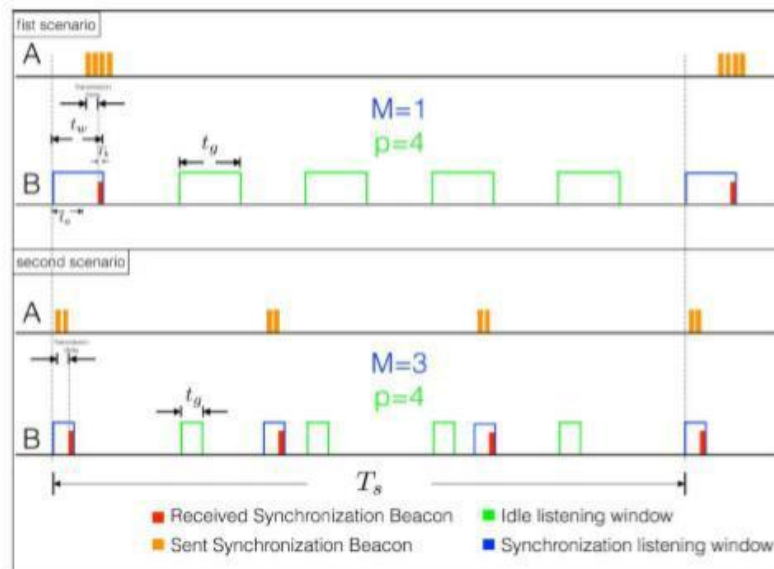 fist scenario
A
M=1
p=4
t_w
t_g
B
second scenario
A
M=3
p=4
t_g
B
T_s
Received Synchronization Beacon
Idle listening window
Sent Synchronization Beacon
Synchronization listening window